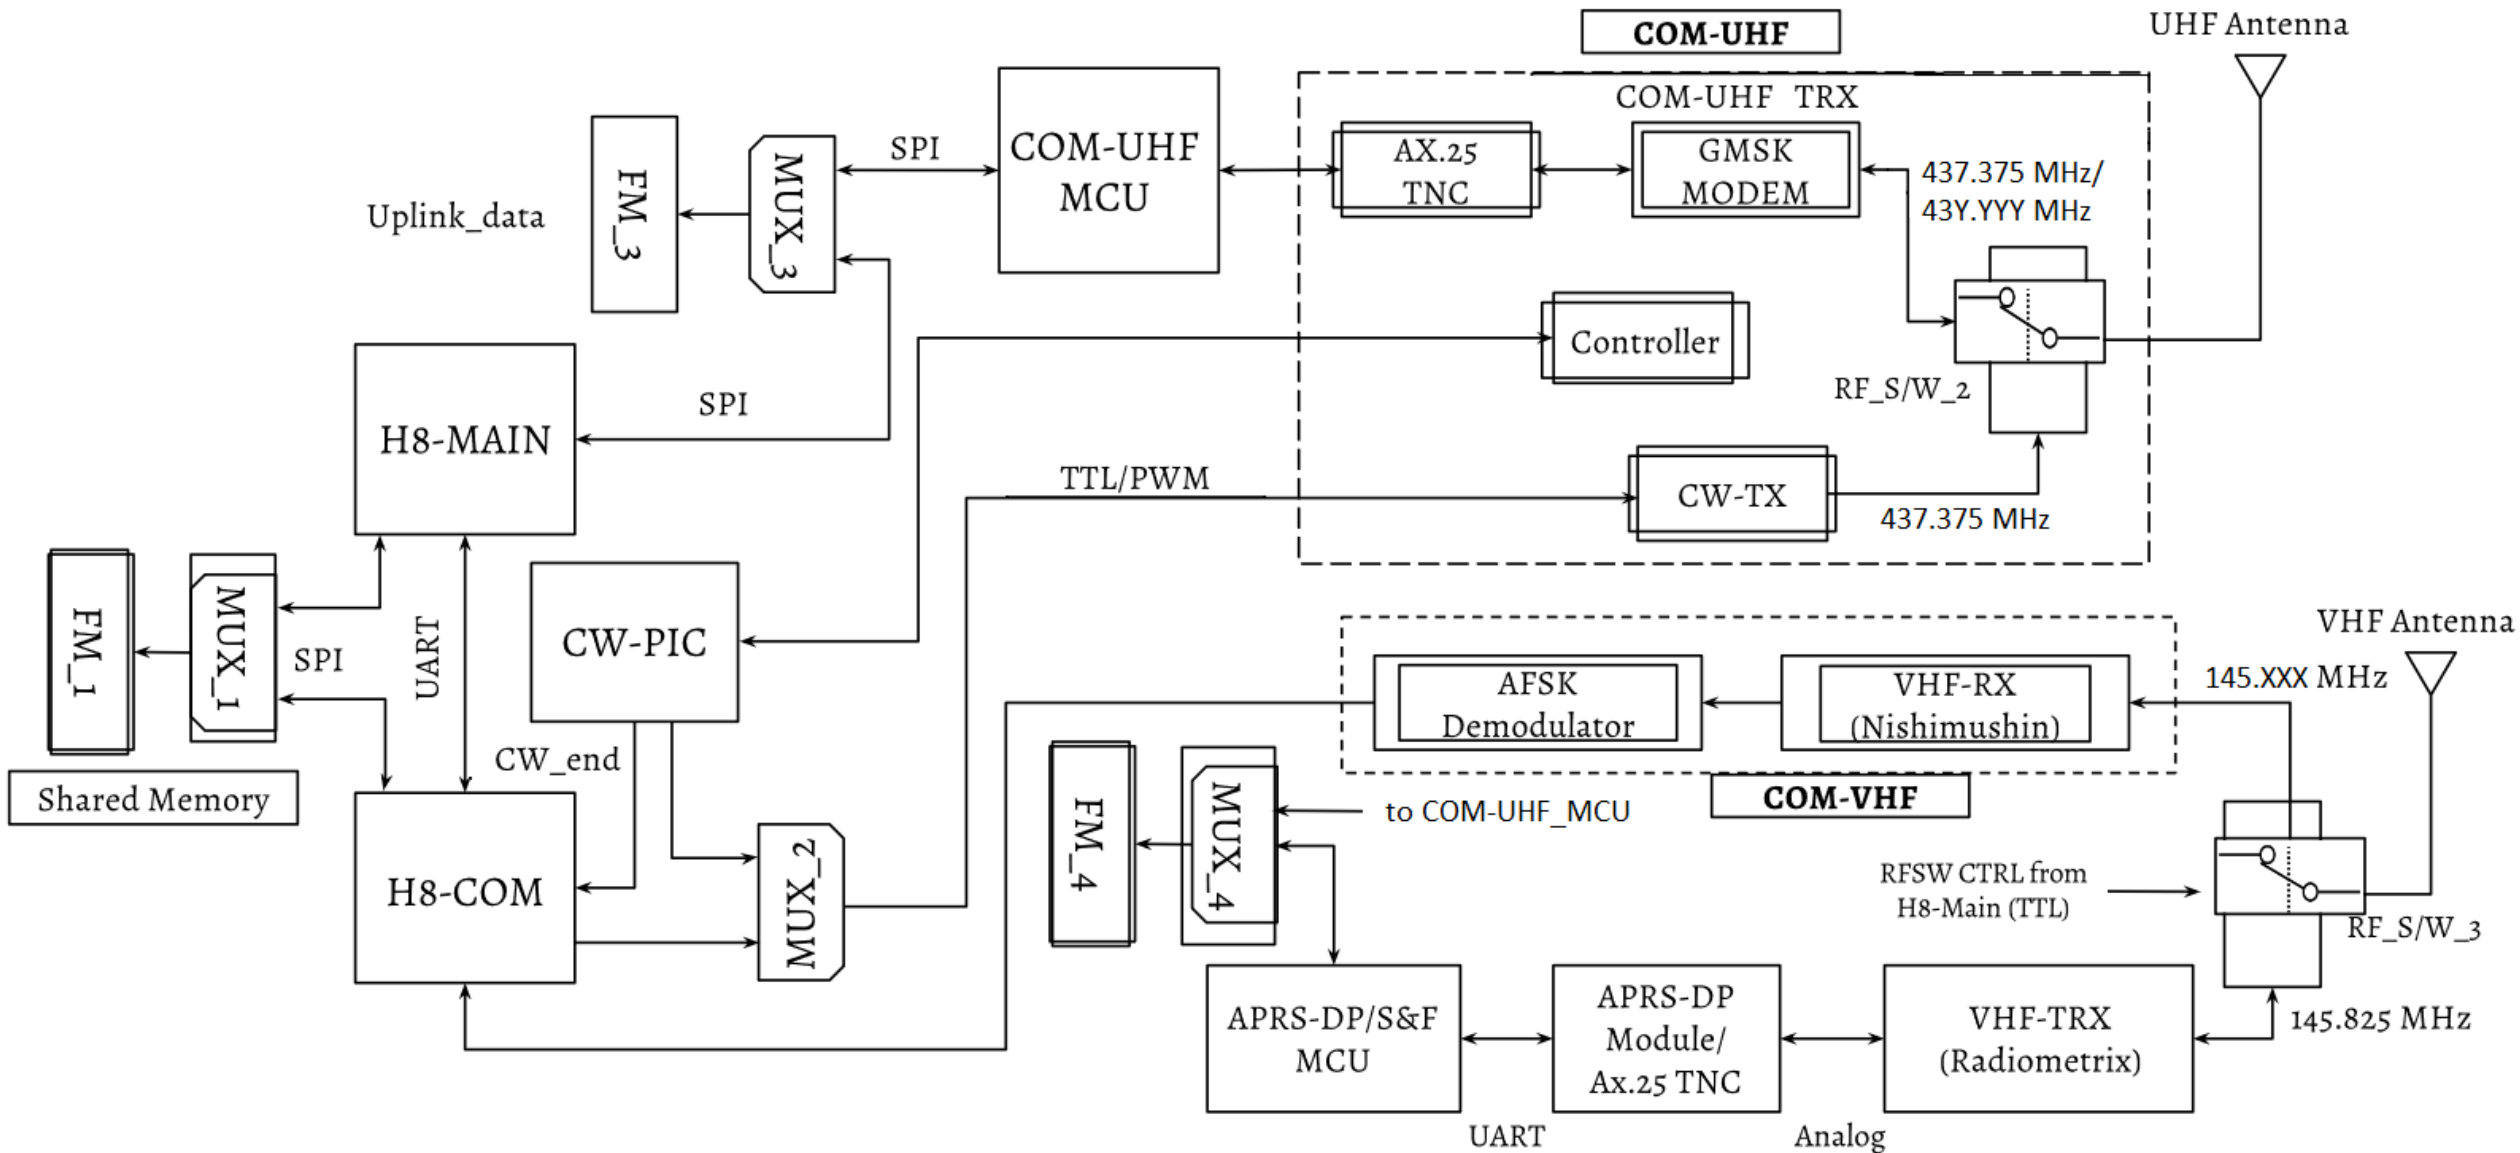 COM-UHF
UHF Antenna
COM-UHF TRX
COM-UHF
MCU
SPI
AX.25
TNC
GMSK
MODEM
437.375 MHz/
43Y.YYY MHz
Uplink_data
FM_3
MUX_3
Controller
RF_S/W_2
SPI
H8-MAIN
TTL/PWM
CW-TX
437.375 MHz
FM_1
MUX_1
SPI
UART
CW-PIC
VHF Antenna
AFSK
Demodulator
VHF-RX
(Nishimushin)
145.XXX MHz
CW_end
Shared Memory
COM-VHF
FM_4
MUX_4
to COM-UHF_MCU
H8-COM
MUX_2
RFSW CTRL from
H8-Main (TTL)
RF_S/W_3
APRS-DP/S&F
MCU
APRS-DP
Module/
Ax.25 TNC
VHF-TRX
(Radiometrix)
145.825 MHz
UART
Analog